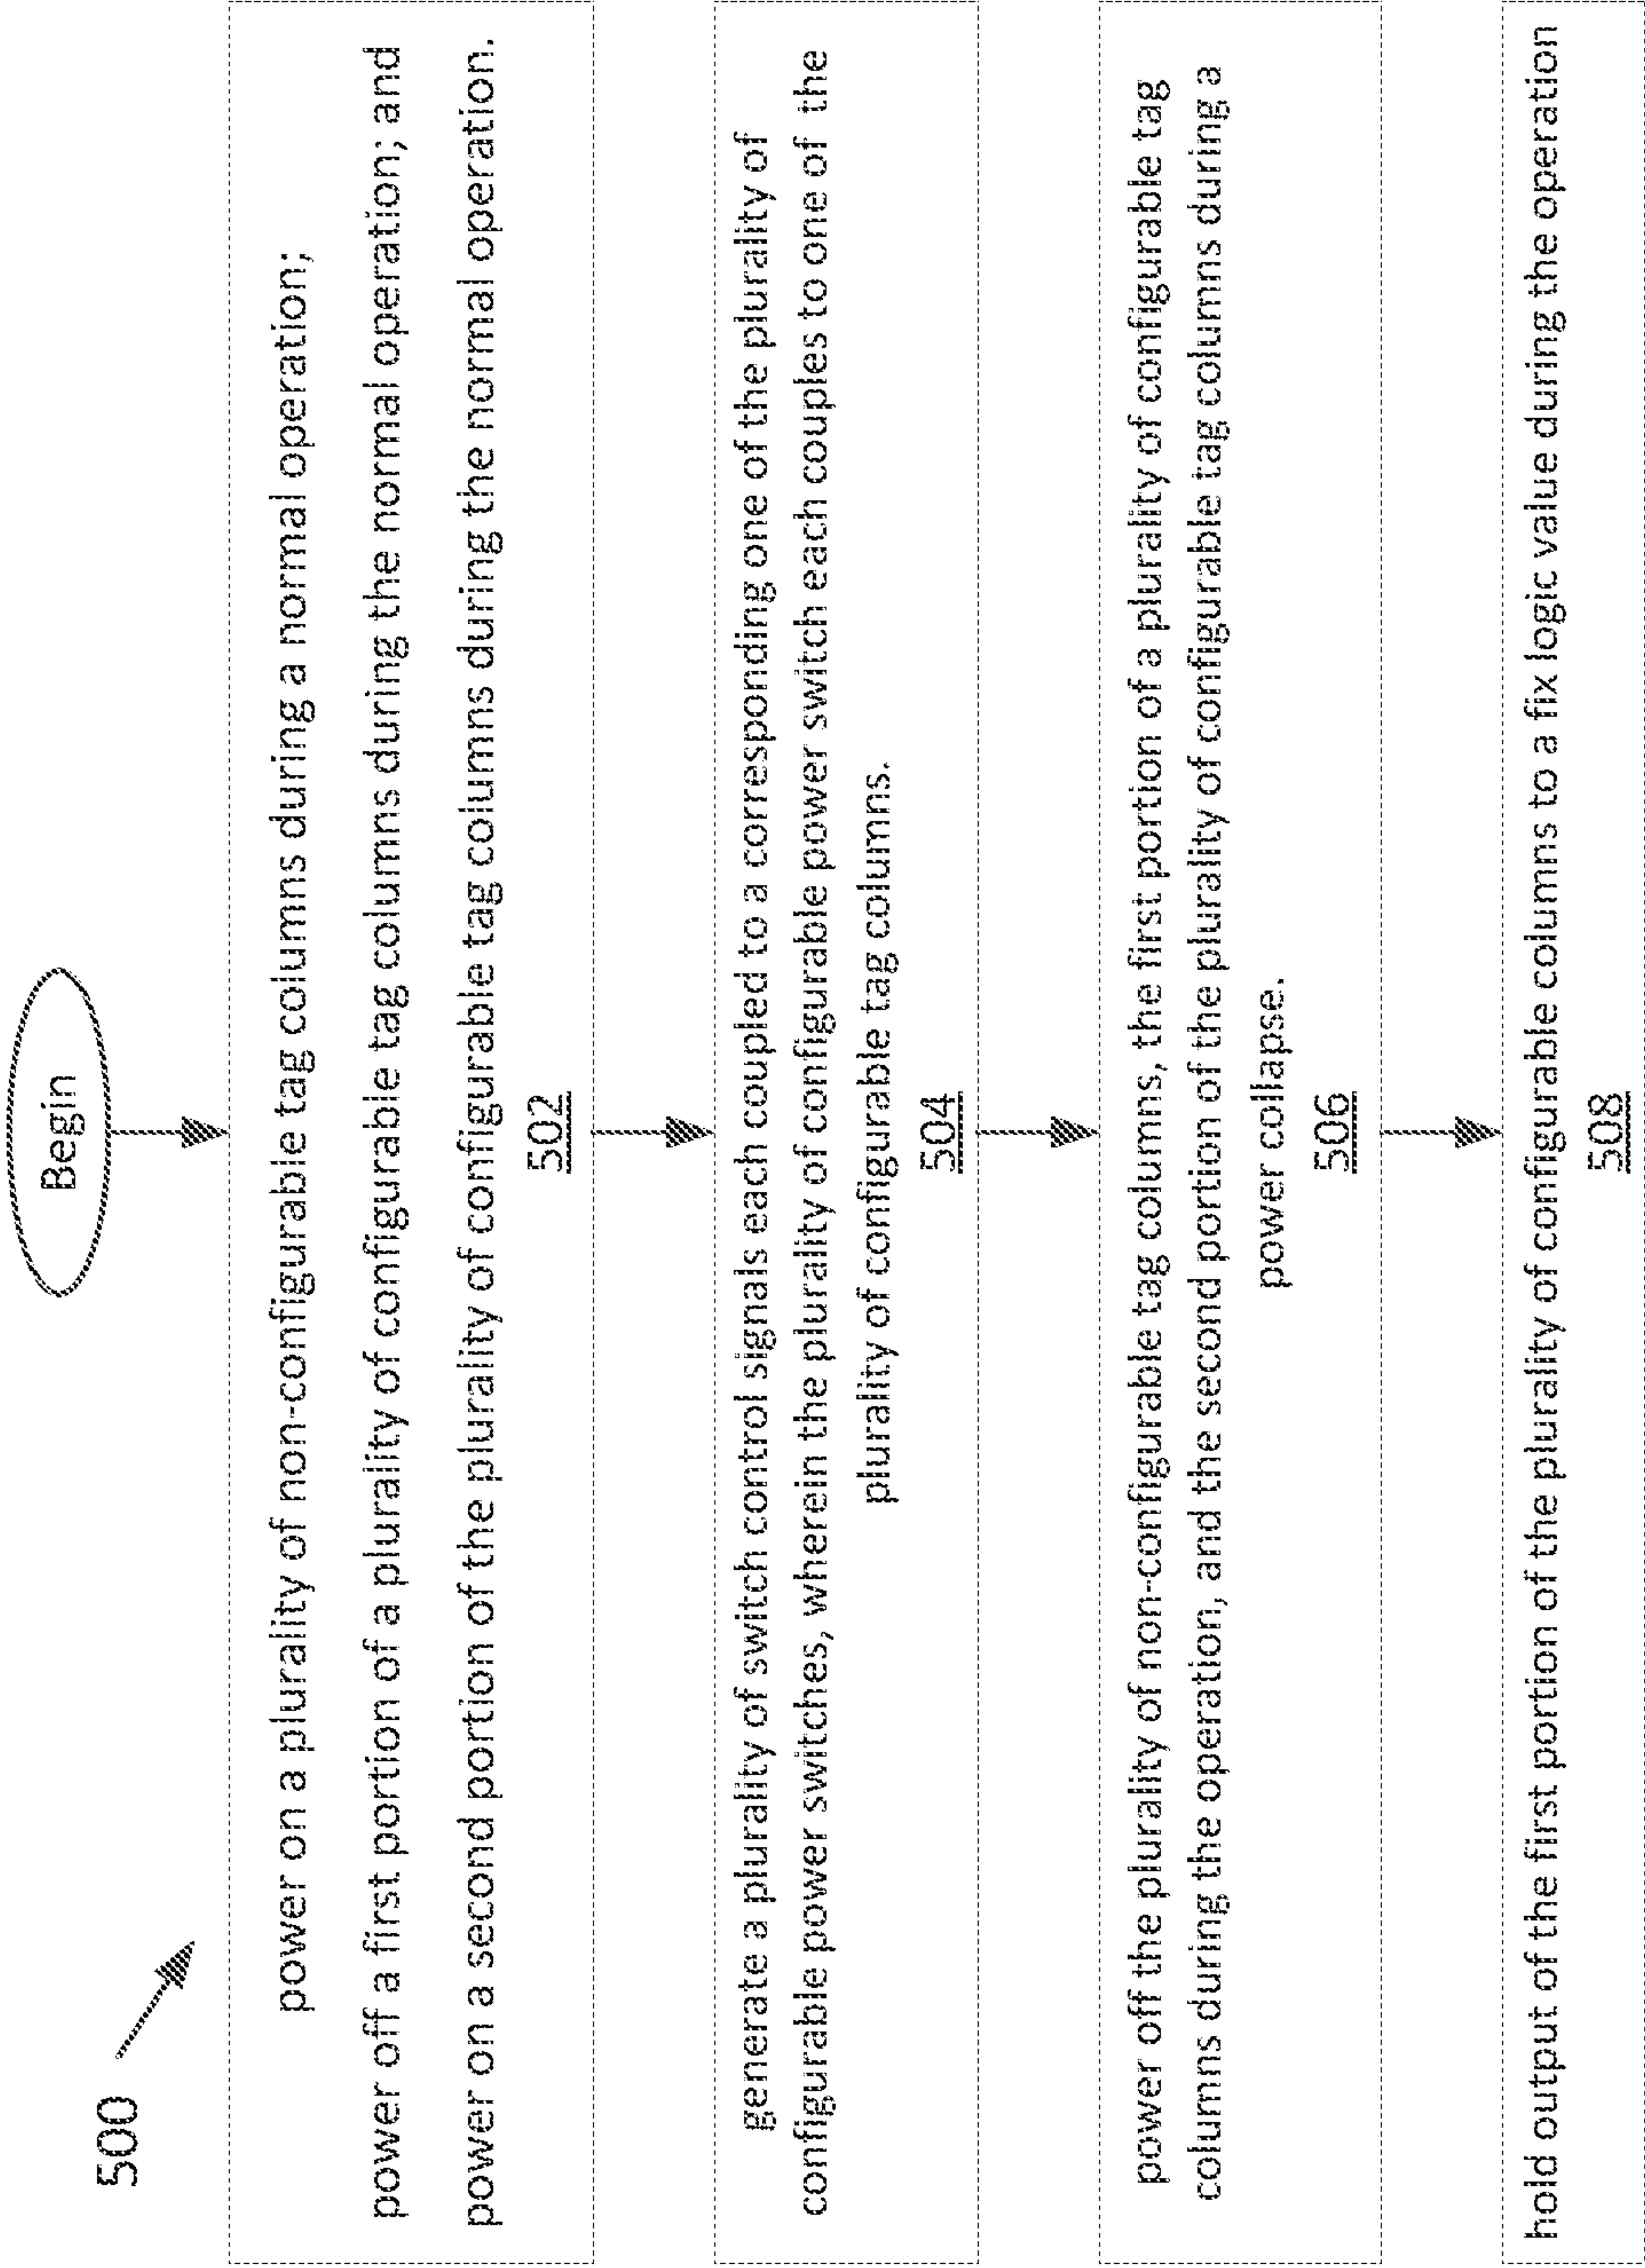 500
Begin
power on a plurality of non-configurable tag columns during a normal operation;
power off a first portion of a plurality of configurable tag columns during the normal operation; and
power on a second portion of the plurality of configurable tag columns during the normal operation.
502
generate a plurality of switch control signals each coupled to a corresponding one of the plurality of
configurable power switches, wherein the plurality of configurable power switch each couples to one of the
plurality of configurable tag columns.
504
power off the plurality of non-configurable tag columns, the first portion of a plurality of configurable tag
columns during the operation, and the second portion of the plurality of configurable tag columns during a
power collapse.
506
hold output of the first portion of the plurality of configurable columns to a fix logic value during the operation
508